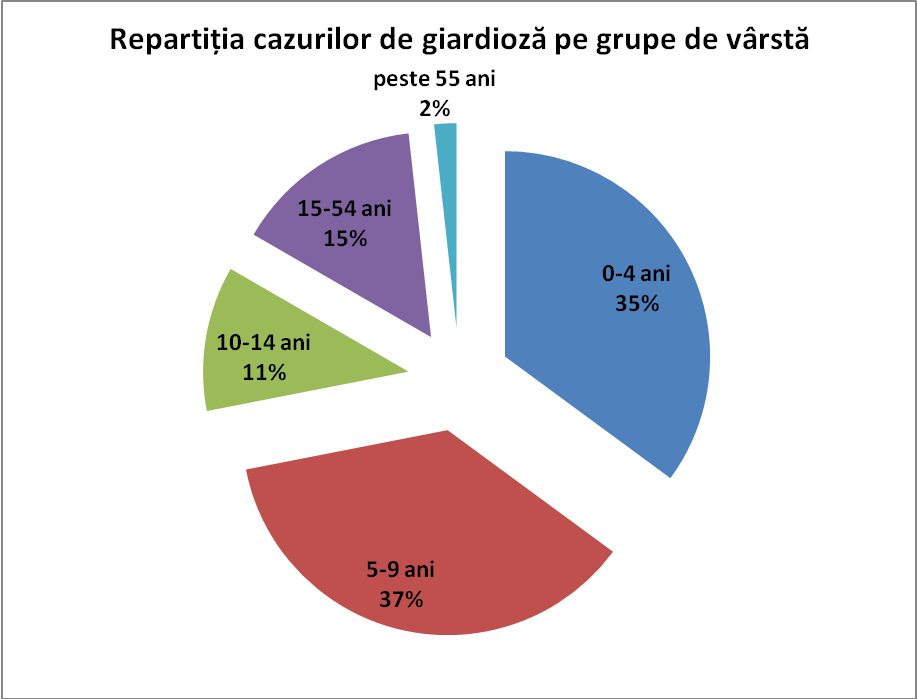 Repartiția cazurilor de giardioză pe grupe de vârstă
peste 55 ani
2%
15-54 ani
15%
0-4 ani
35%
10-14 ani
11%
5-9 ani
37%